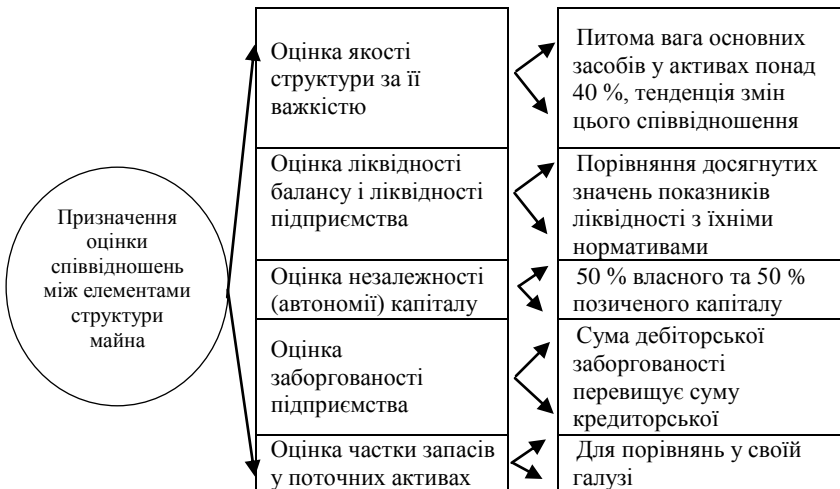 Призначення
оцінки
співвідношень
між елементами
структури
майна
Оцінка якості
структури за її
важкістю
Питома вага основних
засобів у активах понад
40 %, тенденція змін
цього співвідношення
Оцінка ліквідності
балансу і ліквідності
підприємства
Порівняння досягнутих
значень показників
ліквідності з їхніми
нормативами
Оцінка незалежності
(автономії) капіталу
50 % власного та 50 %
позиченого капіталу
Оцінка
заборгованості
підприємства
Сума дебіторської
заборгованості
перевищує суму
кредиторської
Оцінка частки запасів
у поточних активах
Для порівнянь у своїй
галузі